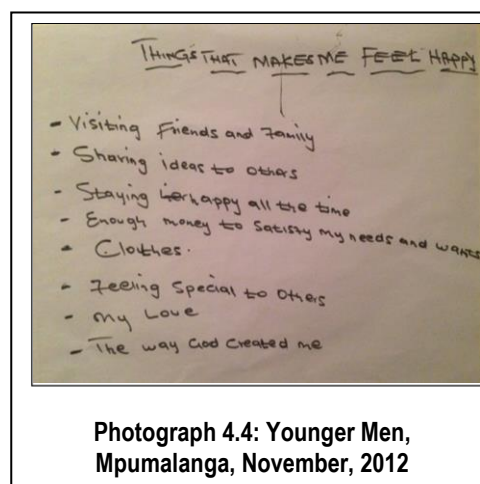 THINGS THAT MAKES ME FEEL HAPPY
- Visiting Friends and Family
- Sharing ideas to others
- Staying happy all the time
- Enough money to Satisfy my needs and wants
- Clothes.
- Feeling Special to Others
- My Love
- The way God Created me
Photograph 4.4: Younger Men,
Mpumalanga, November, 2012